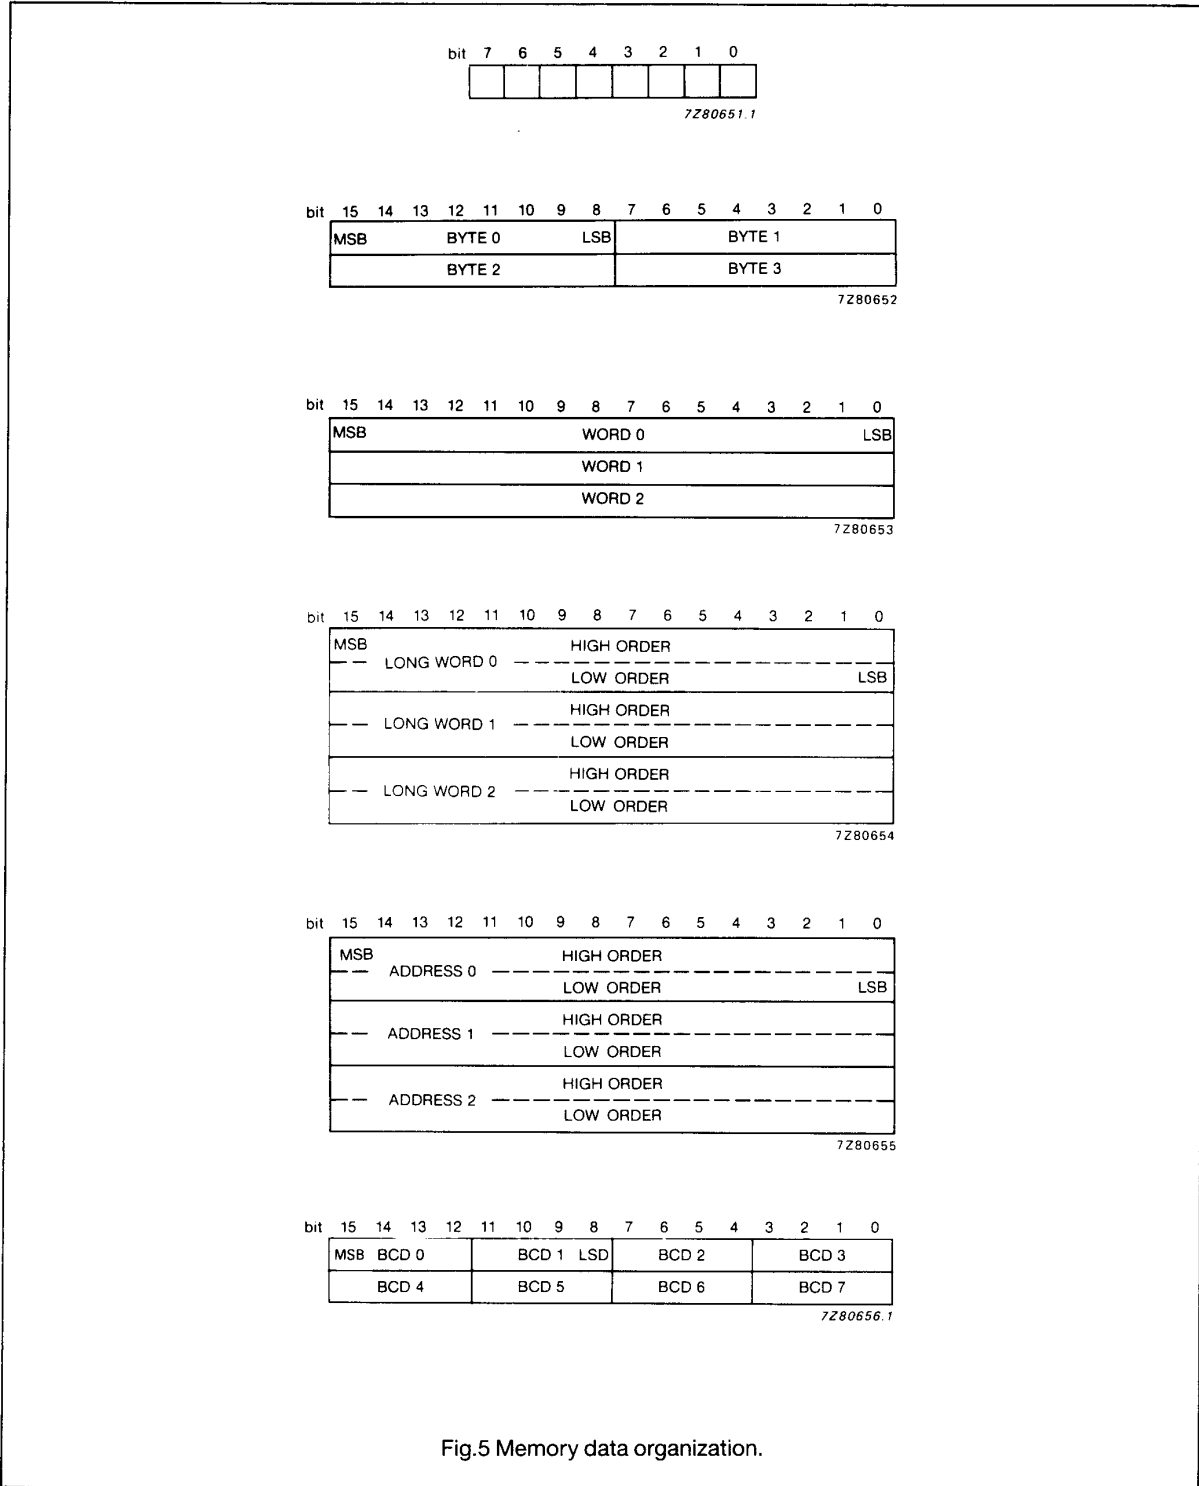 bit 7 6 5 4 3 2 1 0
7Z80651.1
bit 15 14 13 12 11 10 9 8 7 6 5 4 3 2 1 0
MSB BYTE 0 LSB BYTE 1
BYTE 2 BYTE 3
7Z80652
bit 15 14 13 12 11 10 9 8 7 6 5 4 3 2 1 0
MSB WORD 0 LSB
WORD 1
WORD 2
7Z80653
bit 15 14 13 12 11 10 9 8 7 6 5 4 3 2 1 0
MSB HIGH ORDER
LONG WORD 0
LOW ORDER LSB
HIGH ORDER
LONG WORD 1
LOW ORDER
HIGH ORDER
LONG WORD 2
LOW ORDER
7Z80654
bit 15 14 13 12 11 10 9 8 7 6 5 4 3 2 1 0
MSB HIGH ORDER
ADDRESS 0
LOW ORDER LSB
HIGH ORDER
ADDRESS 1
LOW ORDER
HIGH ORDER
ADDRESS 2
LOW ORDER
7Z80655
bit 15 14 13 12 11 10 9 8 7 6 5 4 3 2 1 0
MSB BCD 0 BCD 1 LSD BCD 2 BCD 3
BCD 4 BCD 5 BCD 6 BCD 7
7Z80656.1
Fig.5 Memory data organization.